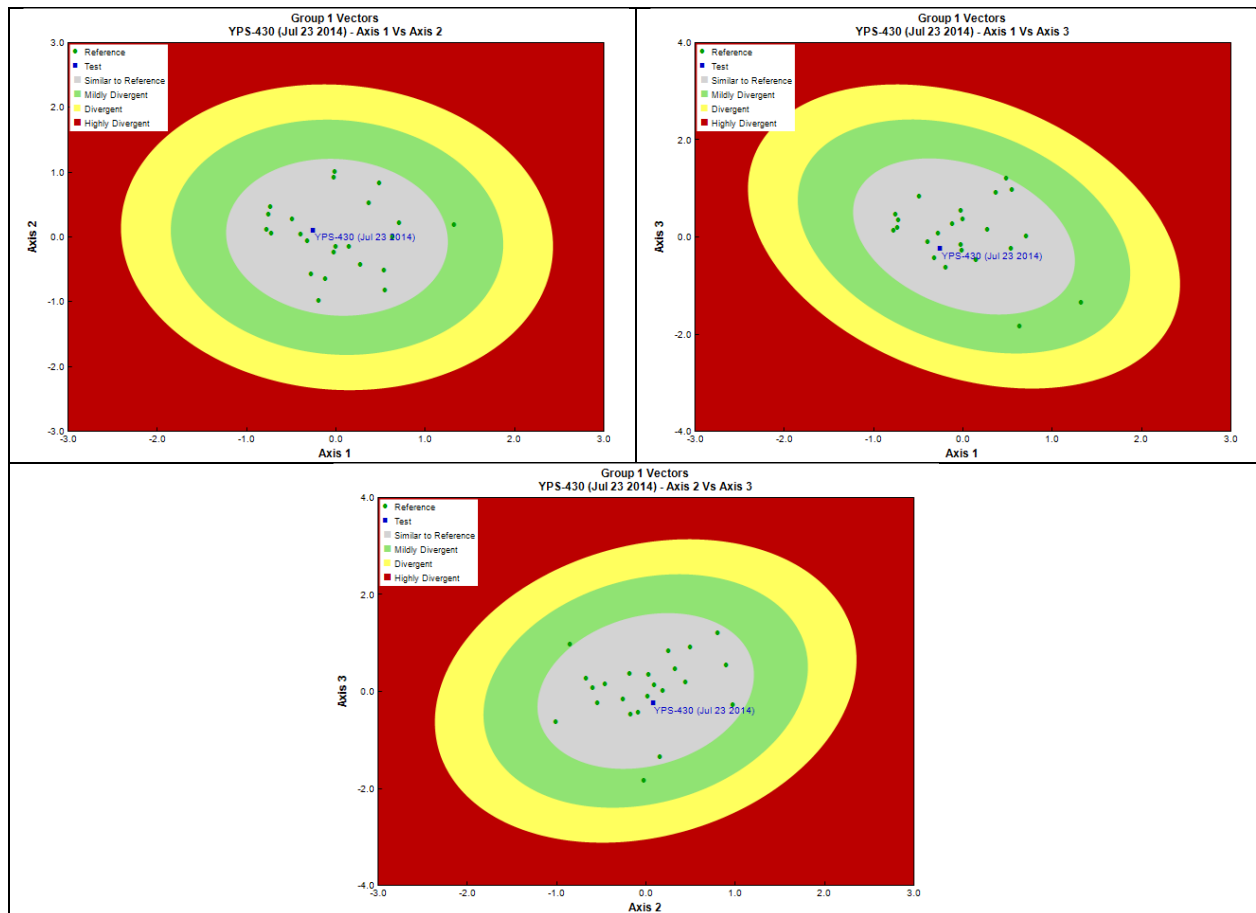 Group 1 Vectors
YPS-430 (Jul 23 2014) - Axis 1 Vs Axis 2
3.0
2.0
1.0
0.0
-1.0
-2.0
-3.0
Axis 2
Reference
Test
Similar to Reference
Mildly Divergent
Divergent
Highly Divergent
YPS-430 (Jul 23 2014)
-3.0 -2.0 -1.0 0.0 1.0 2.0 3.0
Axis 1
Group 1 Vectors
YPS-430 (Jul 23 2014) - Axis 1 Vs Axis 3
4.0
2.0
0.0
-2.0
-4.0
Axis 3
Reference
Test
Similar to Reference
Mildly Divergent
Divergent
Highly Divergent
YPS-430 (Jul 23 2014)
-3.0 -2.0 -1.0 0.0 1.0 2.0 3.0
Axis 1
Group 1 Vectors
YPS-430 (Jul 23 2014) - Axis 2 Vs Axis 3
4.0
2.0
0.0
-2.0
-4.0
Axis 3
Reference
Test
Similar to Reference
Mildly Divergent
Divergent
Highly Divergent
YPS-430 (Jul 23 2014)
-3.0 -2.0 -1.0 0.0 1.0 2.0 3.0
Axis 2